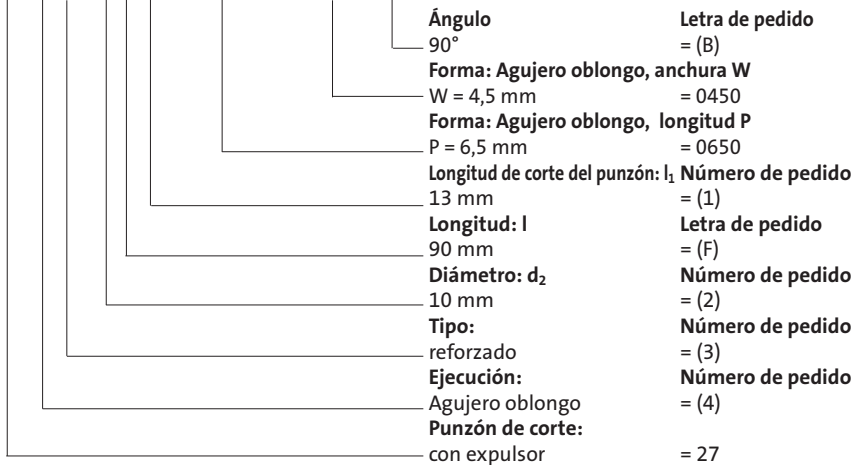 Ángulo Letra de pedido
90° = (B)
Forma: Agujero oblongo, anchura W
W = 4,5 mm = 0450
Forma: Agujero oblongo, longitud P
P = 6,5 mm = 0650
Longitud de corte del punzón: l₁ Número de pedido
13 mm = (1)
Longitud: l Letra de pedido
90 mm = (F)
Diámetro: d₂ Número de pedido
10 mm = (2)
Tipo: Número de pedido
reforzado = (3)
Ejecución: Número de pedido
Agujero oblongo = (4)
Punzón de corte:
con expulsor = 27